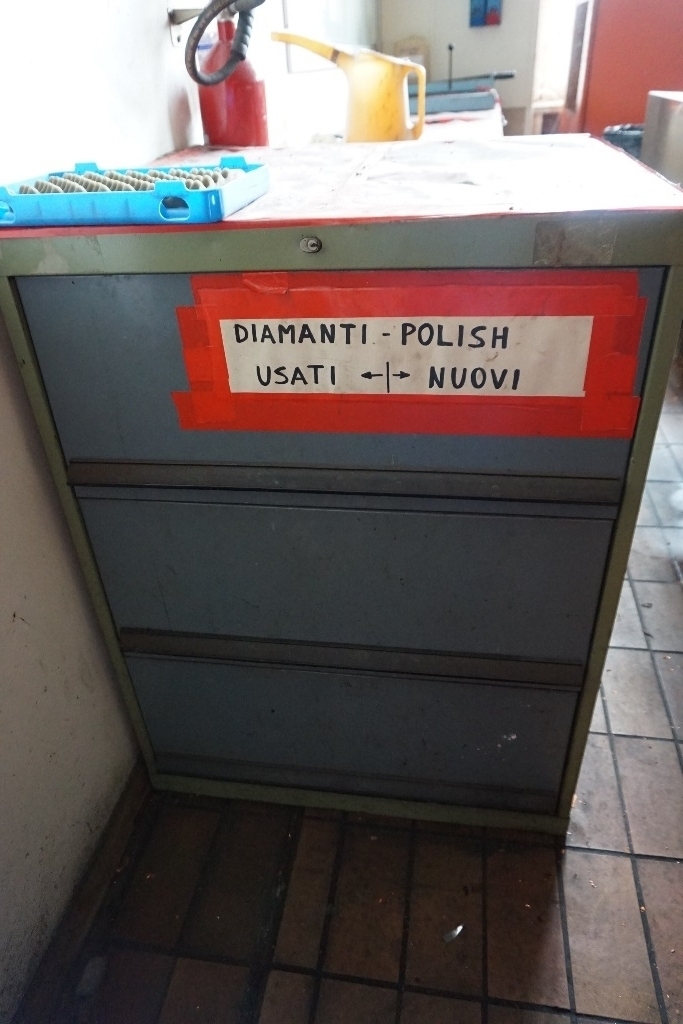 DIAMANTI - POLISH
USATI ←|→ NUOVI